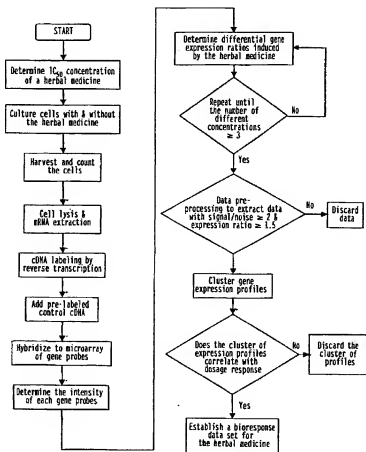 START
Determine IC50 concentration
of a herbal medicine
Culture cells with & without
the herbal medicine
Harvest and count
the cells
Cell lysis &
mRNA extraction
cDNA labeling by
reverse transcription
Add pre-labeled
control cDNA
Hybridize to microarray
of gene probes
Determine the intensity
of each gene probes
Determine differential gene
expression ratios induced
by the herbal medicine
Repeat until
the number of
different
concentrations
≥ 3
No
Yes
Data pre-
processing to extract data
with signal/noise ≥ 2 &
expression ratio ≥ 1.5
No
Discard
data
Yes
Cluster gene
expression profiles
Does the cluster of
expression profiles
correlate with
dosage response
No
Discard the
cluster of
profiles
Yes
Establish a bioresponse
data set for
the herbal medicine